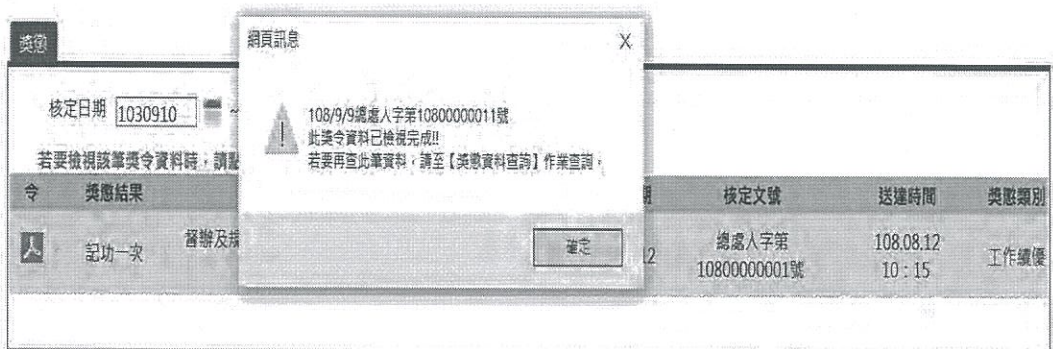 獎懲
網頁訊息
X
核定日期 1030910 ~
108/9/9總處人字第10800000011號
此獎令資料已檢視完成!!
若要再查此筆資料，請至【獎懲資料查詢】作業查詢。
確定
若要檢視該筆獎令資料時，請點
令 獎懲結果 期 核定文號 送達時間 獎懲類別
記功一次 督辦及 12 總處人字第 108.08.12 工作績優
10800000001號 10：15